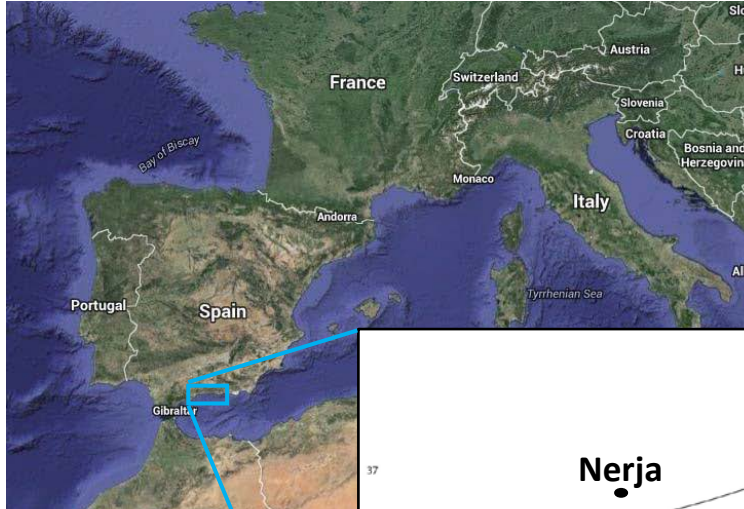 Slo
Austria
France
Switzerland
H
Slovenia
Croatia
Bay of Biscay
Bosnia and
Herzegovin
Monaco
Italy
Andorra
Al
Tyrrhenian Sea
Portugal
Spain
Gibraltar
Nerja
37